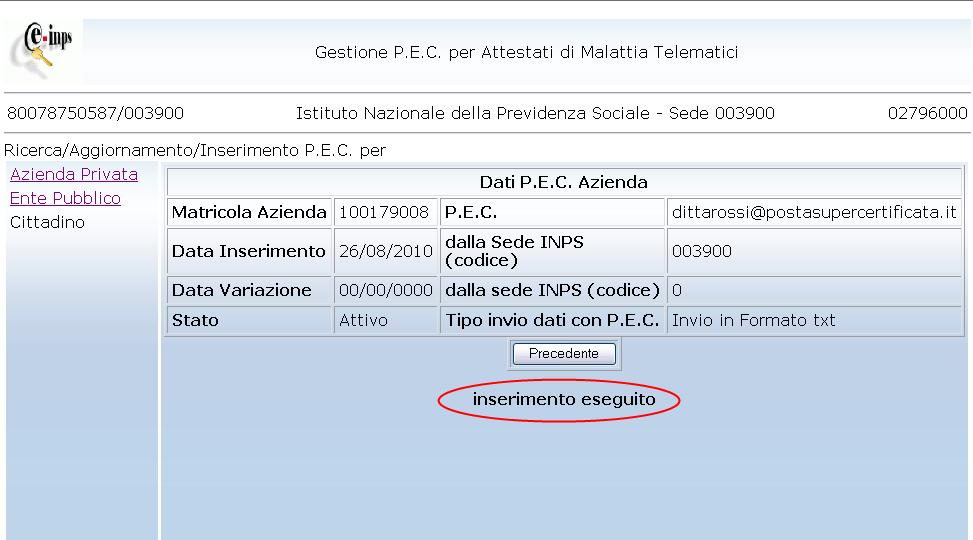 e-inps
Gestione P.E.C. per Attestati di Malattia Telematici
80078750587/003900 Istituto Nazionale della Previdenza Sociale - Sede 003900 02796000
Ricerca/Aggiornamento/Inserimento P.E.C. per
Azienda Privata
Ente Pubblico
Cittadino
Dati P.E.C. Azienda
Matricola Azienda 100179008 P.E.C. dittarossi@postasupercertificata.it
Data Inserimento 26/08/2010 dalla Sede INPS
(codice) 003900
Data Variazione 00/00/0000 dalla sede INPS (codice) 0
Stato Attivo Tipo invio dati con P.E.C. Invio in Formato txt
Precedente
inserimento eseguito